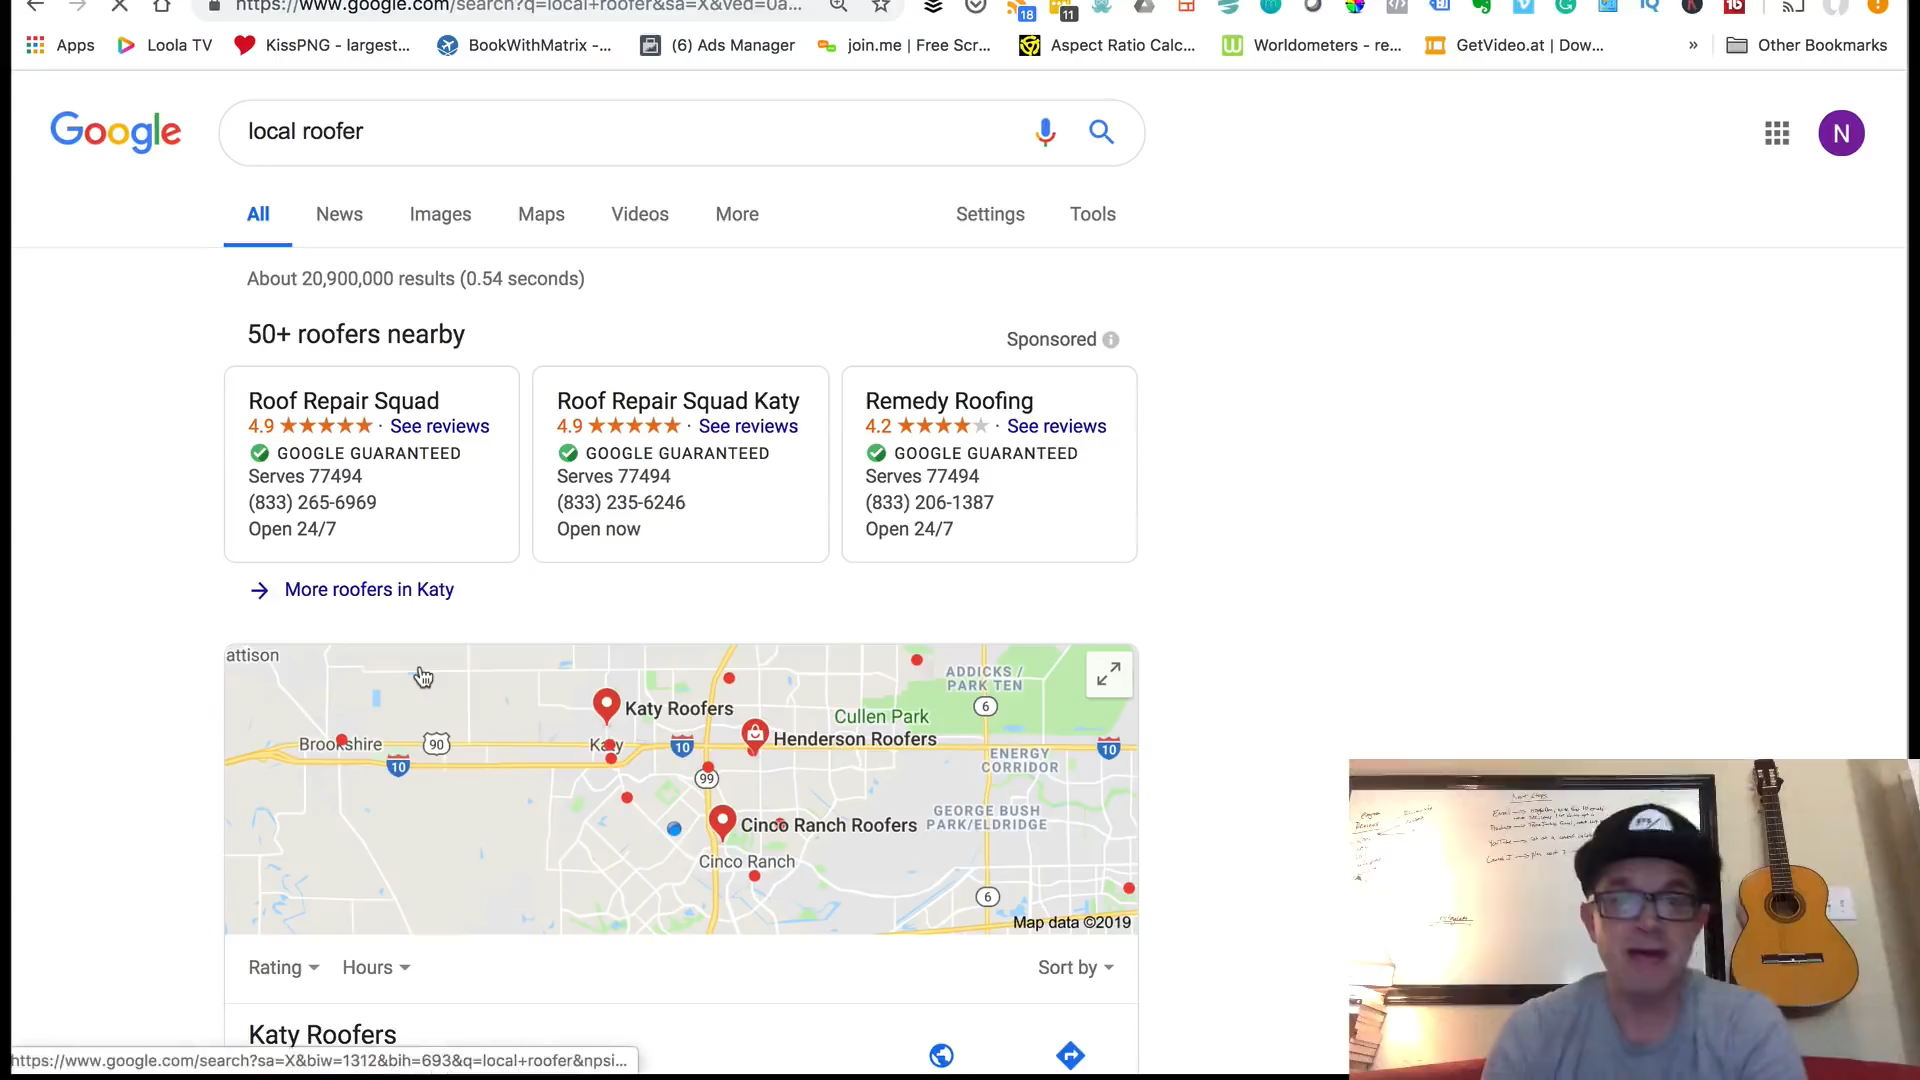 https://www.google.com/search?q=local+roofer&sa=X&ved=0a...
18
11
Apps
Loola TV
KissPNG - largest...
BookWithMatrix -...
(6) Ads Manager
join.me | Free Scr...
Aspect Ratio Calc...
Worldometers - re...
GetVideo.at | Dow...
»
Other Bookmarks
Google
local roofer
N
All
News
Images
Maps
Videos
More
Settings
Tools
About 20,900,000 results (0.54 seconds)
50+ roofers nearby
Sponsored
Roof Repair Squad
4.9 · See reviews
GOOGLE GUARANTEED
Serves 77494
(833) 265-6969
Open 24/7
Roof Repair Squad Katy
4.9 · See reviews
GOOGLE GUARANTEED
Serves 77494
(833) 235-6246
Open now
Remedy Roofing
4.2 · See reviews
GOOGLE GUARANTEED
Serves 77494
(833) 206-1387
Open 24/7
More roofers in Katy
attison
ADDICKS /
PARK TEN
6
Katy Roofers
Cullen Park
Brookshire
90
Katy
10
Henderson Roofers
10
10
ENERGY
CORRIDOR
99
GEORGE BUSH
PARK/ELDRIDGE
Cinco Ranch Roofers
Cinco Ranch
6
Map data ©2019
Rating
Hours
Sort by
Katy Roofers
https://www.google.com/search?sa=X&biw=1312&bih=693&q=local+roofer&npsi...
Next Steps